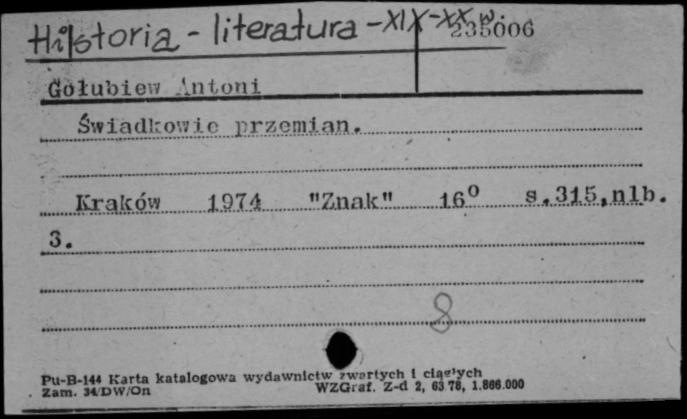 Historia - literatura - XIX-XX w.
235006
Gołubiew Antoni
Świadkowie przemian.
Kraków 1974 "Znak" 16° s.315,nlb.
3.
8
Pu-B-144 Karta katalogowa wydawnictw zwartych i ciągłych
Zam. 34/DW/On WZGraf. Z-d 2, 63 78, 1.866.000